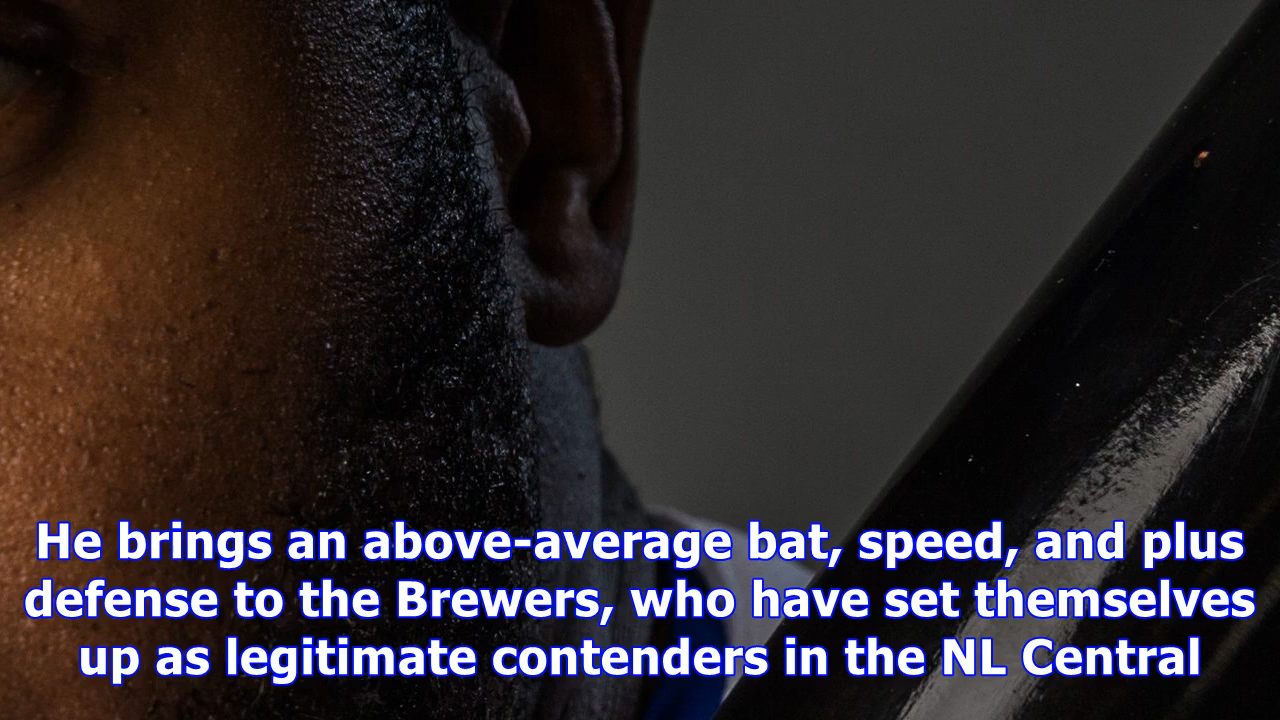 He brings an above-average bat, speed, and plus
defense to the Brewers, who have set themselves
up as legitimate contenders in the NL Central